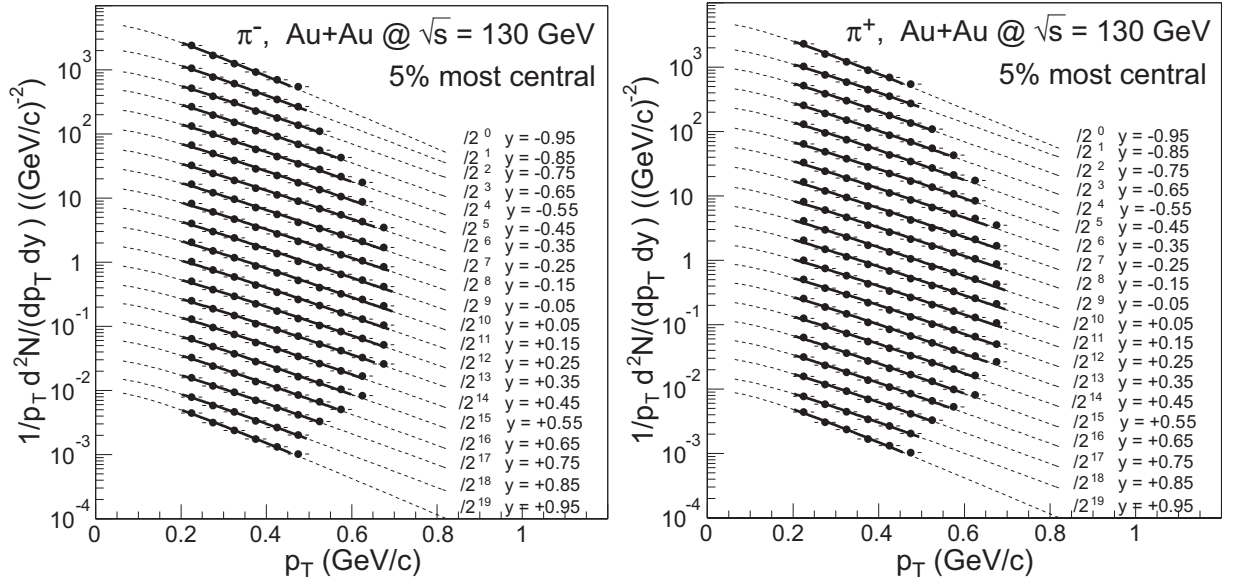 π⁻, Au+Au @ √s = 130 GeV
5% most central
1/p_T d²N/(dp_T dy ) ((GeV/c)⁻²)
10³
10²
10
1
10⁻¹
10⁻²
10⁻³
10⁻⁴
/2⁰ y = -0.95
/2¹ y = -0.85
/2² y = -0.75
/2³ y = -0.65
/2⁴ y = -0.55
/2⁵ y = -0.45
/2⁶ y = -0.35
/2⁷ y = -0.25
/2⁸ y = -0.15
/2⁹ y = -0.05
/2¹⁰ y = +0.05
/2¹¹ y = +0.15
/2¹² y = +0.25
/2¹³ y = +0.35
/2¹⁴ y = +0.45
/2¹⁵ y = +0.55
/2¹⁶ y = +0.65
/2¹⁷ y = +0.75
/2¹⁸ y = +0.85
/2¹⁹ y = +0.95
0 0.2 0.4 0.6 0.8 1
p_T (GeV/c)
π⁺, Au+Au @ √s = 130 GeV
5% most central
1/p_T d²N/(dp_T dy ) ((GeV/c)⁻²)
10³
10²
10
1
10⁻¹
10⁻²
10⁻³
10⁻⁴
/2⁰ y = -0.95
/2¹ y = -0.85
/2² y = -0.75
/2³ y = -0.65
/2⁴ y = -0.55
/2⁵ y = -0.45
/2⁶ y = -0.35
/2⁷ y = -0.25
/2⁸ y = -0.15
/2⁹ y = -0.05
/2¹⁰ y = +0.05
/2¹¹ y = +0.15
/2¹² y = +0.25
/2¹³ y = +0.35
/2¹⁴ y = +0.45
/2¹⁵ y = +0.55
/2¹⁶ y = +0.65
/2¹⁷ y = +0.75
/2¹⁸ y = +0.85
/2¹⁹ y = +0.95
0 0.2 0.4 0.6 0.8 1
p_T (GeV/c)